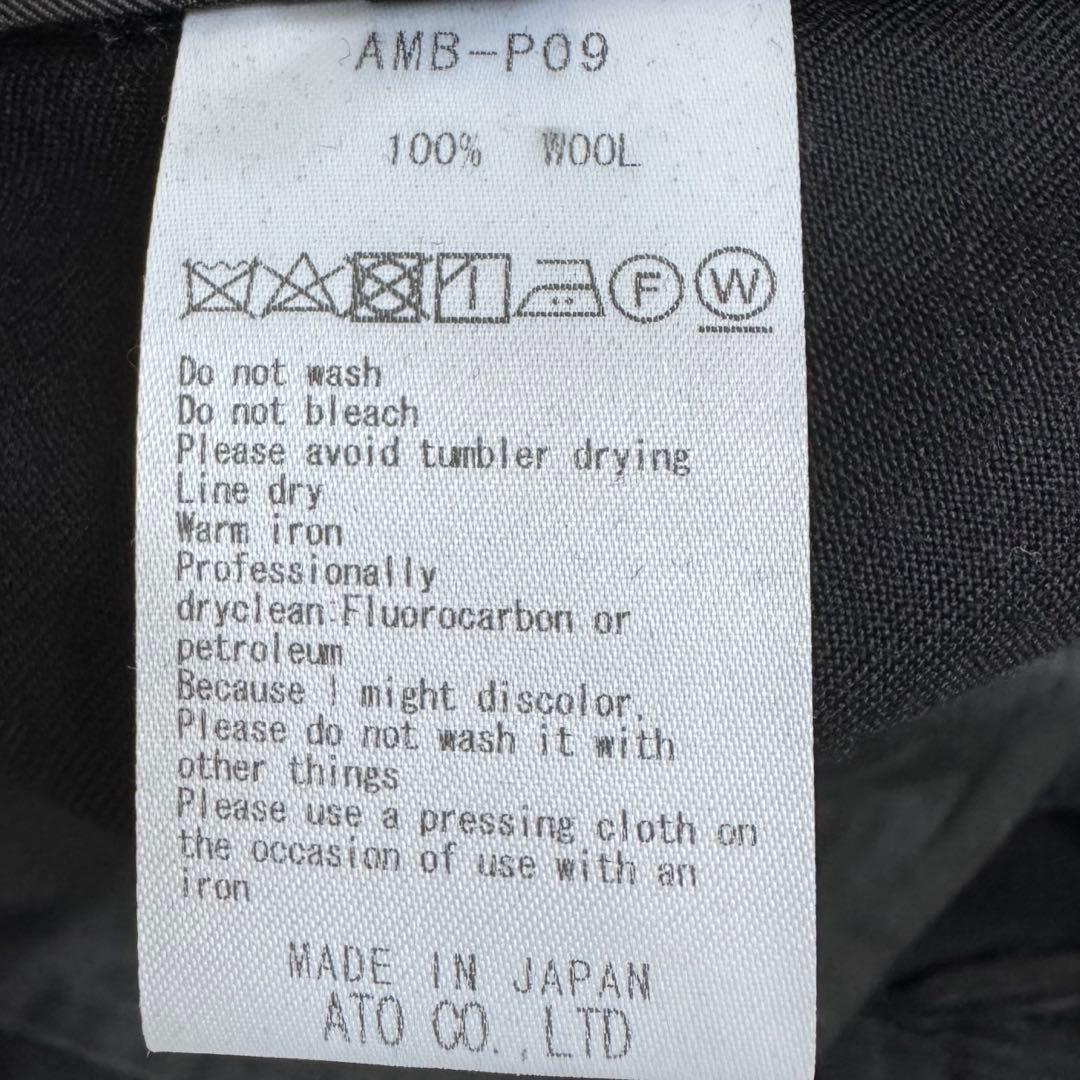 AMB-P09
100% WOOL
F W
Do not wash
Do not bleach
Please avoid tumbler drying
Line dry
Warm iron
Professionally
dryclean:Fluorocarbon or
petroleum
Because I might discolor.
Please do not wash it with
other things
Please use a pressing cloth on
the occasion of use with an
iron
MADE IN JAPAN
ATO CO.,LTD